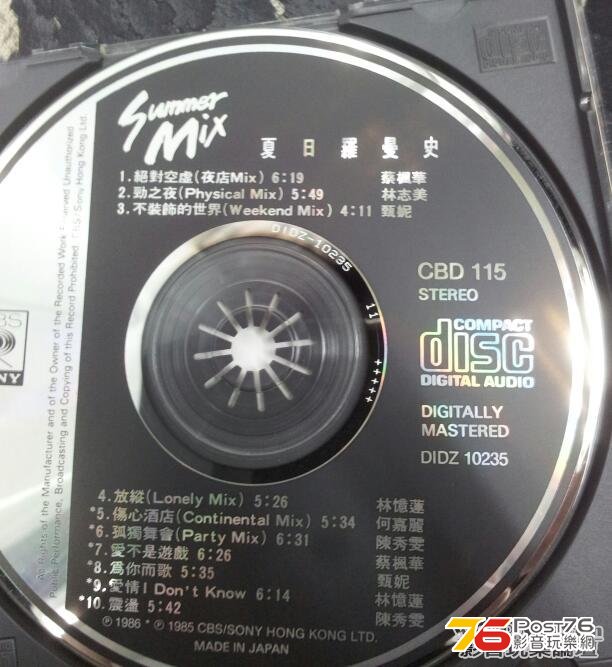 Summer
Mix
夏日羅曼史
1.絕對空虛(夜店Mix) 6:19 蔡楓華
2.勁之夜(Physical Mix) 5:49 林志美
3.不裝飾的世界(Weekend Mix) 4:11 甄妮
DIDZ-10235 11 +++++
CBD 115
STEREO
COMPACT
disc
DIGITAL AUDIO
DIGITALLY
MASTERED
DIDZ 10235
4.放縱(Lonely Mix) 5:26 林憶蓮
*5.傷心酒店(Continental Mix) 5:34 何嘉麗
*6.孤獨舞會(Party Mix) 6:31 陳秀雯
*7.愛不是遊戲 6:26 蔡楓華
*8.爲你而歌 5:35 甄妮
*9.愛情I Don't Know 6:14 林憶蓮
*10.震盪 5:42 陳秀雯
℗ 1986 * ℗ 1985 CBS/SONY HONG KONG LTD.
MADE IN JAPAN
All Rights of the Manufacturer and of the Owner of the Recorded Work Reserved Unauthorized
Public Performance, Broadcasting and Copying of this Record Prohibited. CBS/Sony Hong Kong Ltd.
CBS
SONY
COMPACT
disc
76 Post76
影音玩樂網